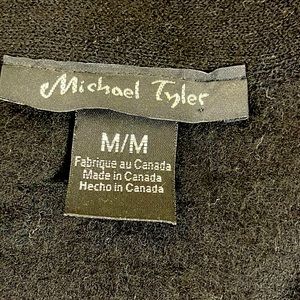 Michael Tyler
M/M
Fabrique au Canada
Made in Canada
Hecho in Canada